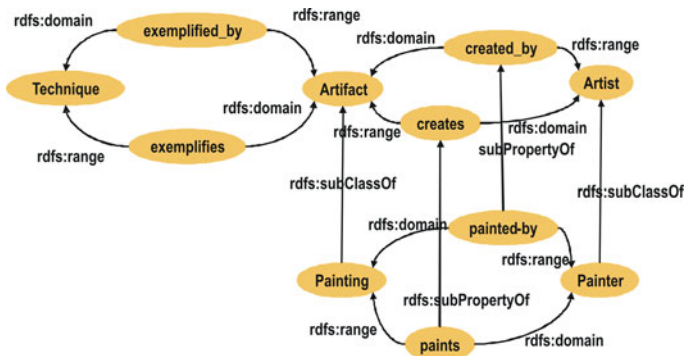 rdfs:domain
exemplified_by
rdfs:range
rdfs:domain
created_by
rdfs:range
Technique
Artifact
Artist
rdfs:domain
rdfs:range
creates
rdfs:domain
rdfs:range
exemplifies
subPropertyOf
rdfs:subClassOf
rdfs:subClassOf
rdfs:domain
painted-by
rdfs:range
Painting
Painter
rdfs:subPropertyOf
rdfs:range
paints
rdfs:domain